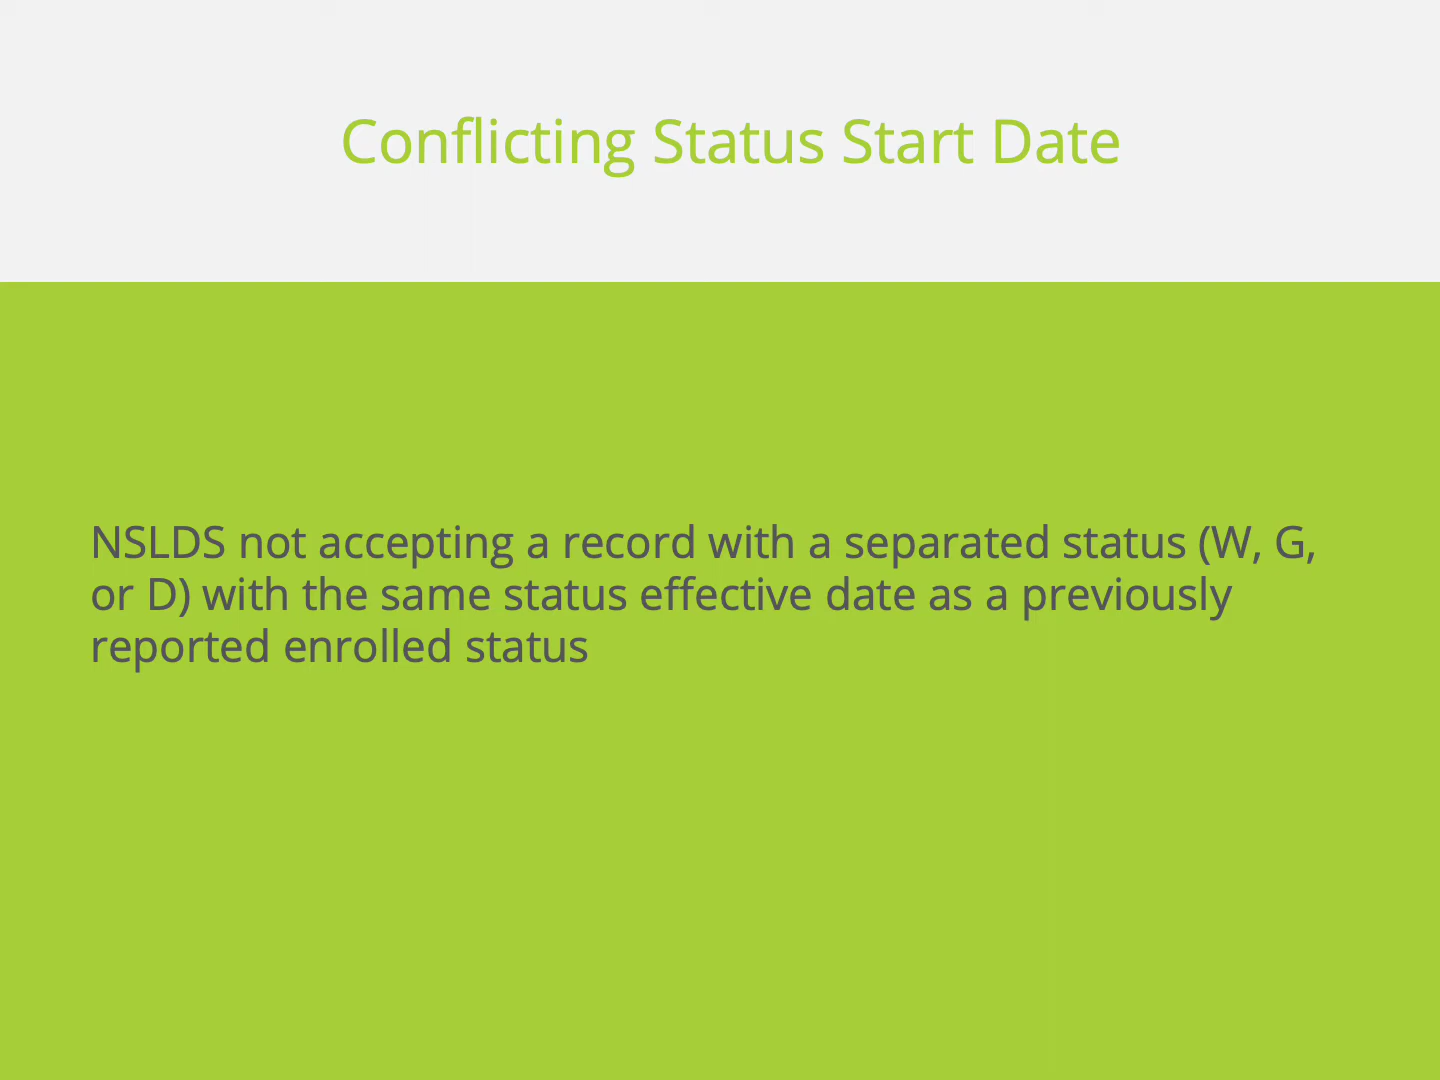 Conflicting Status Start Date
NSLDS not accepting a record with a separated status (W, G,
or D) with the same status effective date as a previously
reported enrolled status